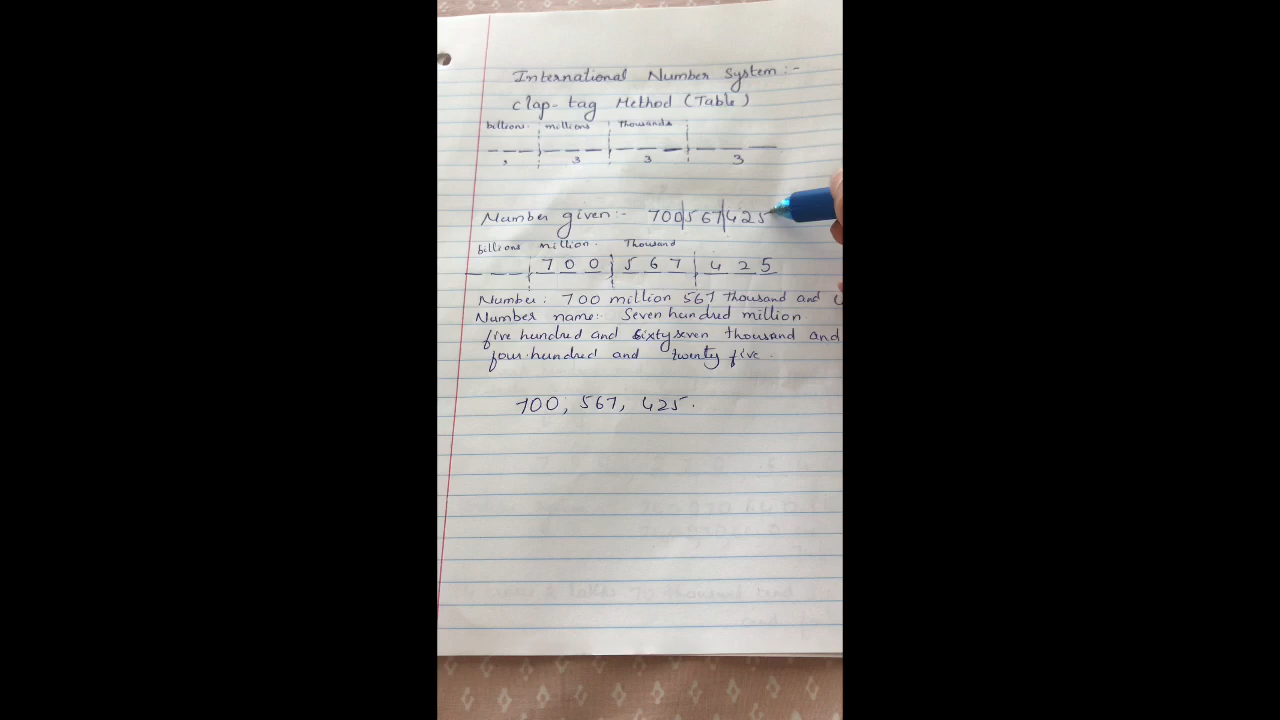 International Number System:-
Clap-tag Method (Table)
billions. millions Thousands
, 3 3 3
Number given:- 700|567|425
billions million. Thousand
7 0 0 5 6 7 4 2 5
Number: 700 million 567 thousand and
Number name:- Seven hundred million
five hundred and sixty seven thousand and
four hundred and twenty five.
700, 567, 425.